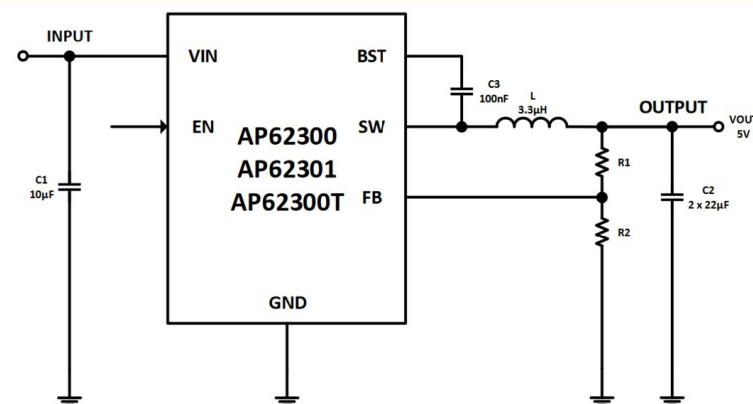 INPUT
VIN
BST
C3
100nF
L
3.3µH
OUTPUT
VOUT
5V
EN
SW
AP62300
AP62301
AP62300T
FB
C1
10µF
R1
R2
C2
2 x 22µF
GND